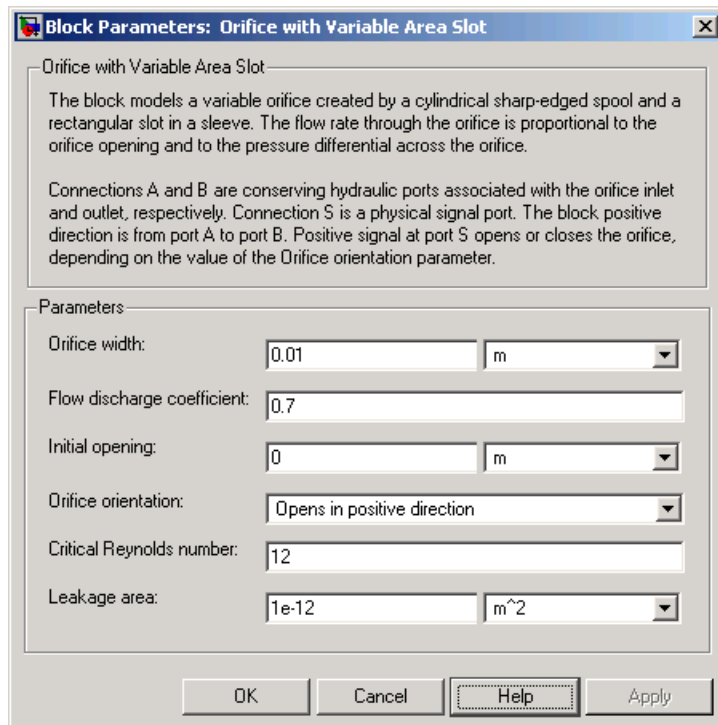 Block Parameters: Orifice with Variable Area Slot
Orifice with Variable Area Slot
The block models a variable orifice created by a cylindrical sharp-edged spool and a
rectangular slot in a sleeve. The flow rate through the orifice is proportional to the
orifice opening and to the pressure differential across the orifice.
Connections A and B are conserving hydraulic ports associated with the orifice inlet
and outlet, respectively. Connection S is a physical signal port. The block positive
direction is from port A to port B. Positive signal at port S opens or closes the orifice,
depending on the value of the Orifice orientation parameter.
Parameters
Orifice width: 0.01 m
Flow discharge coefficient: 0.7
Initial opening: 0 m
Orifice orientation: Opens in positive direction
Critical Reynolds number: 12
Leakage area: 1e-12 m^2
OK Cancel Help Apply